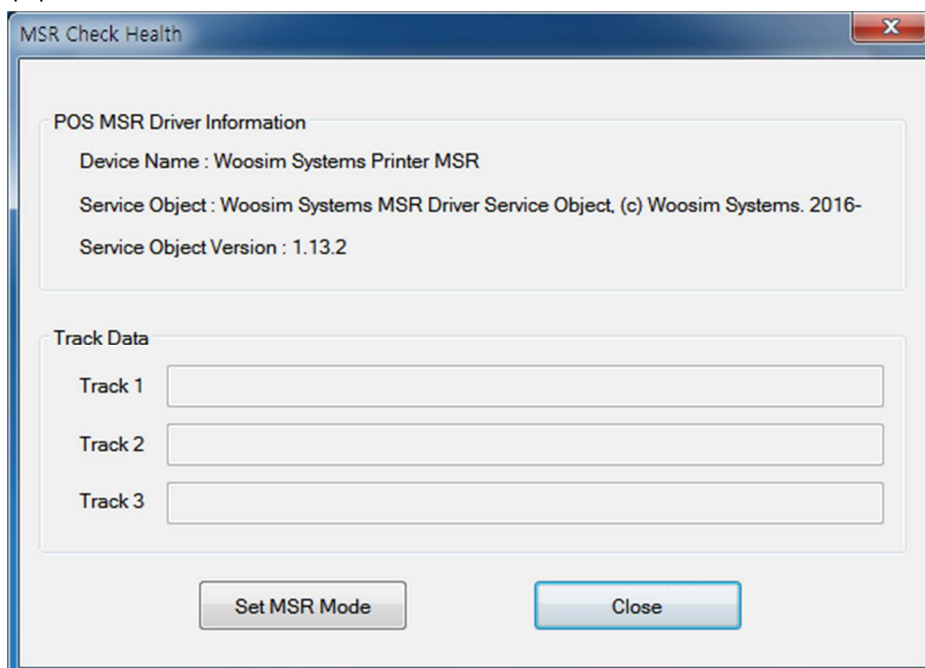 MSR Check Health
POS MSR Driver Information
Device Name : Woosim Systems Printer MSR
Service Object : Woosim Systems MSR Driver Service Object, (c) Woosim Systems. 2016-
Service Object Version : 1.13.2
Track Data
Track 1
Track 2
Track 3
Set MSR Mode
Close